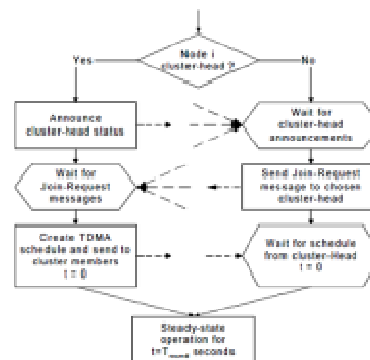 Node i
cluster-head ?
Yes
No
Announce
cluster-head status
Wait for
cluster-head
announcements
Wait for
Join-Request
messages
Send Join-Request
message to chosen
cluster-head
Create TDMA
schedule and send to
cluster members
t = 0
Wait for schedule
from cluster-Head
t = 0
Steady-state
operation for
t=T seconds